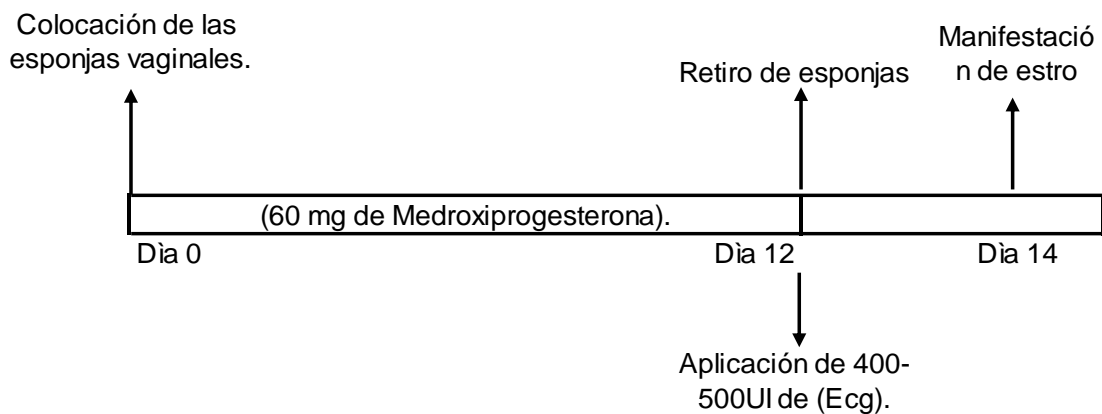 Colocación de las
esponjas vaginales.
Retiro de esponjas
Manifestació
n de estro
(60 mg de Medroxiprogesterona).
Dìa 0
Dìa 12
Dìa 14
Aplicación de 400-
500UI de (Ecg).